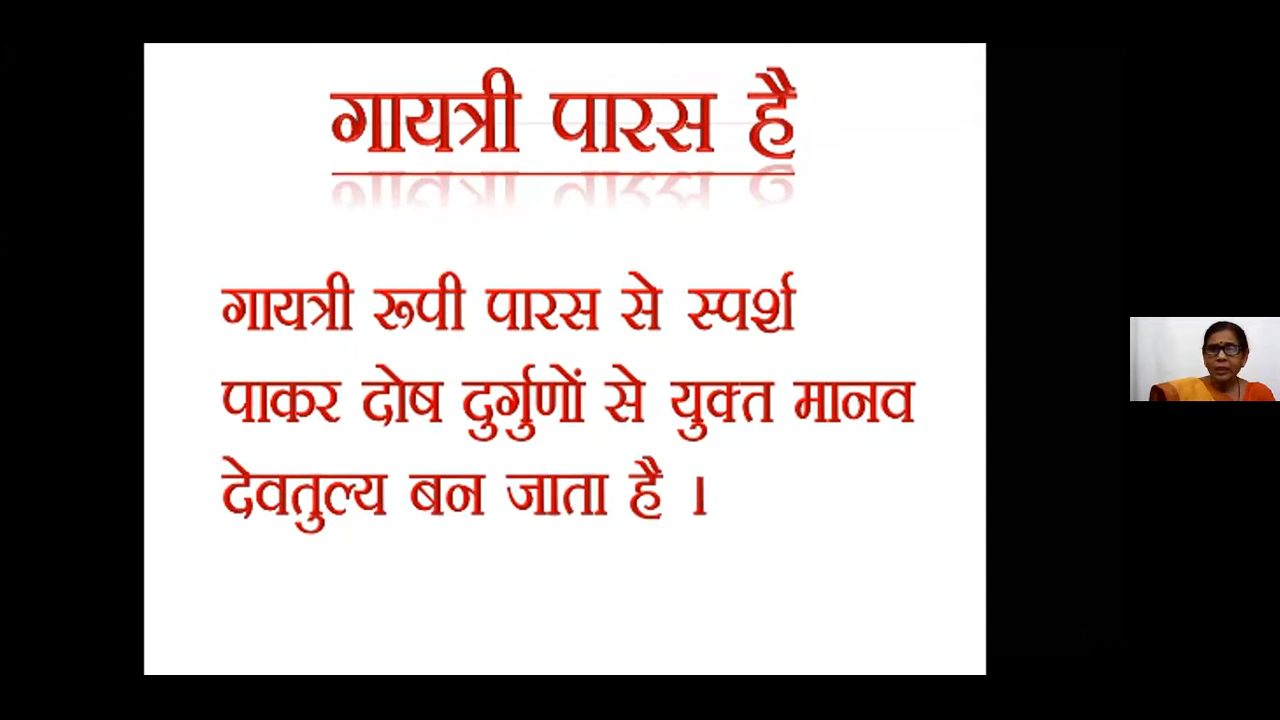 गायत्री पारस है
गायत्री रूपी पारस से स्पर्श
पाकर दोष दुर्गुणों से युक्त मानव
देवतुल्य बन जाता है ।